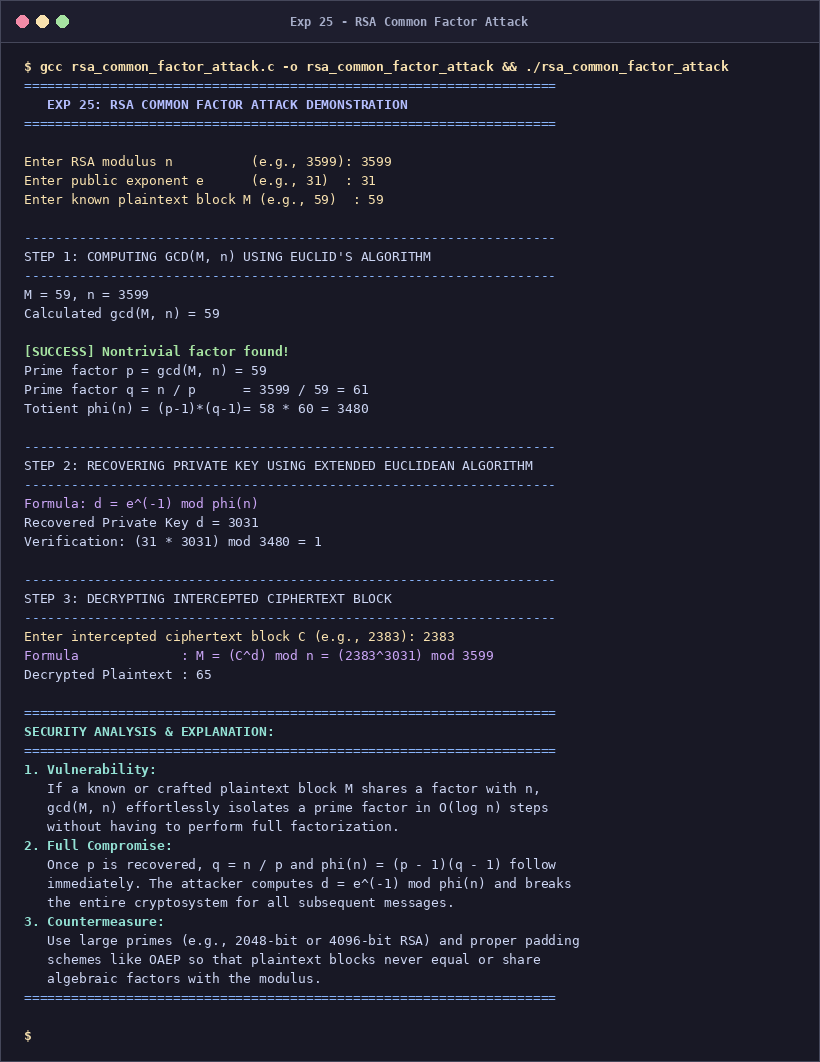 Exp 25 - RSA Common Factor Attack
$ gcc rsa_common_factor_attack.c -o rsa_common_factor_attack && ./rsa_common_factor_attack
====================================================================
   EXP 25: RSA COMMON FACTOR ATTACK DEMONSTRATION
====================================================================
Enter RSA modulus n          (e.g., 3599): 3599
Enter public exponent e      (e.g., 31)  : 31
Enter known plaintext block M (e.g., 59)  : 59
--------------------------------------------------------------------
STEP 1: COMPUTING GCD(M, n) USING EUCLID'S ALGORITHM
--------------------------------------------------------------------
M = 59, n = 3599
Calculated gcd(M, n) = 59
[SUCCESS] Nontrivial factor found!
Prime factor p = gcd(M, n) = 59
Prime factor q = n / p      = 3599 / 59 = 61
Totient phi(n) = (p-1)*(q-1)= 58 * 60 = 3480
--------------------------------------------------------------------
STEP 2: RECOVERING PRIVATE KEY USING EXTENDED EUCLIDEAN ALGORITHM
--------------------------------------------------------------------
Formula: d = e^(-1) mod phi(n)
Recovered Private Key d = 3031
Verification: (31 * 3031) mod 3480 = 1
--------------------------------------------------------------------
STEP 3: DECRYPTING INTERCEPTED CIPHERTEXT BLOCK
--------------------------------------------------------------------
Enter intercepted ciphertext block C (e.g., 2383): 2383
Formula             : M = (C^d) mod n = (2383^3031) mod 3599
Decrypted Plaintext : 65
====================================================================
SECURITY ANALYSIS & EXPLANATION:
====================================================================
1. Vulnerability:
   If a known or crafted plaintext block M shares a factor with n,
   gcd(M, n) effortlessly isolates a prime factor in O(log n) steps
   without having to perform full factorization.
2. Full Compromise:
   Once p is recovered, q = n / p and phi(n) = (p - 1)(q - 1) follow
   immediately. The attacker computes d = e^(-1) mod phi(n) and breaks
   the entire cryptosystem for all subsequent messages.
3. Countermeasure:
   Use large primes (e.g., 2048-bit or 4096-bit RSA) and proper padding
   schemes like OAEP so that plaintext blocks never equal or share
   algebraic factors with the modulus.
====================================================================
$